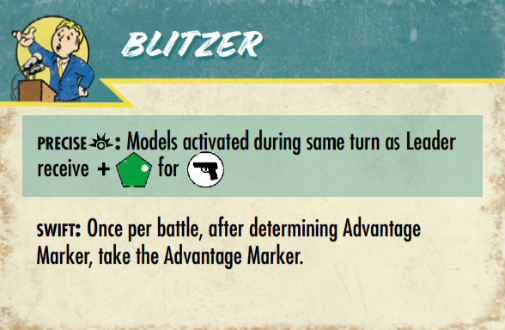 BLITZER
PRECISE: Models activated during same turn as Leader
receive + for
SWIFT: Once per battle, after determining Advantage
Marker, take the Advantage Marker.